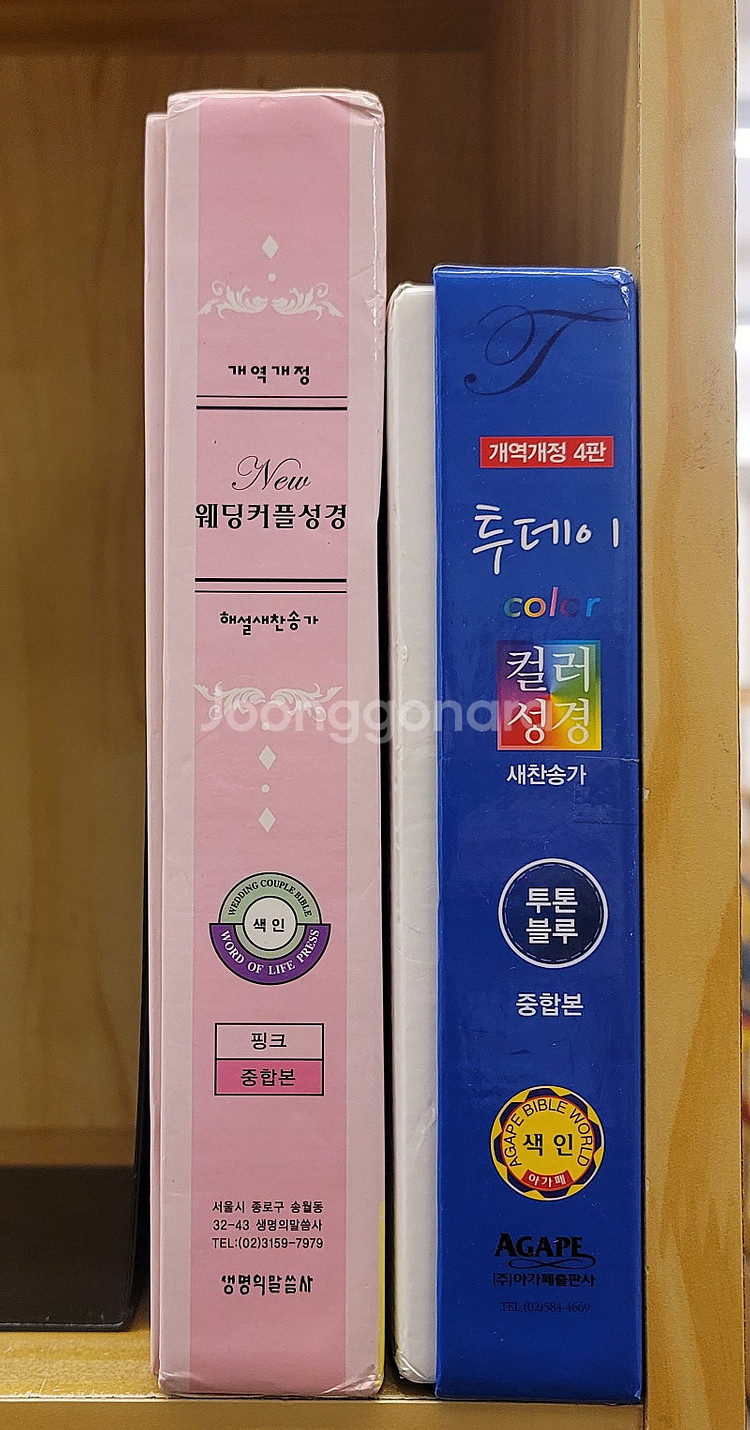 개역개정
New
웨딩커플성경
해설새찬송가
WEDDING COUPLE BIBLE
색인
WORD OF LIFE PRESS
핑크
중합본
서울시 종로구 송월동
32-43 생명의말씀사
TEL:(02)3159-7979
생명의말씀사
T
개역개정 4판
투데이
color
컬러
성경
새찬송가
투톤
블루
중합본
AGAPE BIBLE WORLD
색인
아가페
AGAPE
(주)아가페출판사
TEL.(02)584-4669
Joonggonara